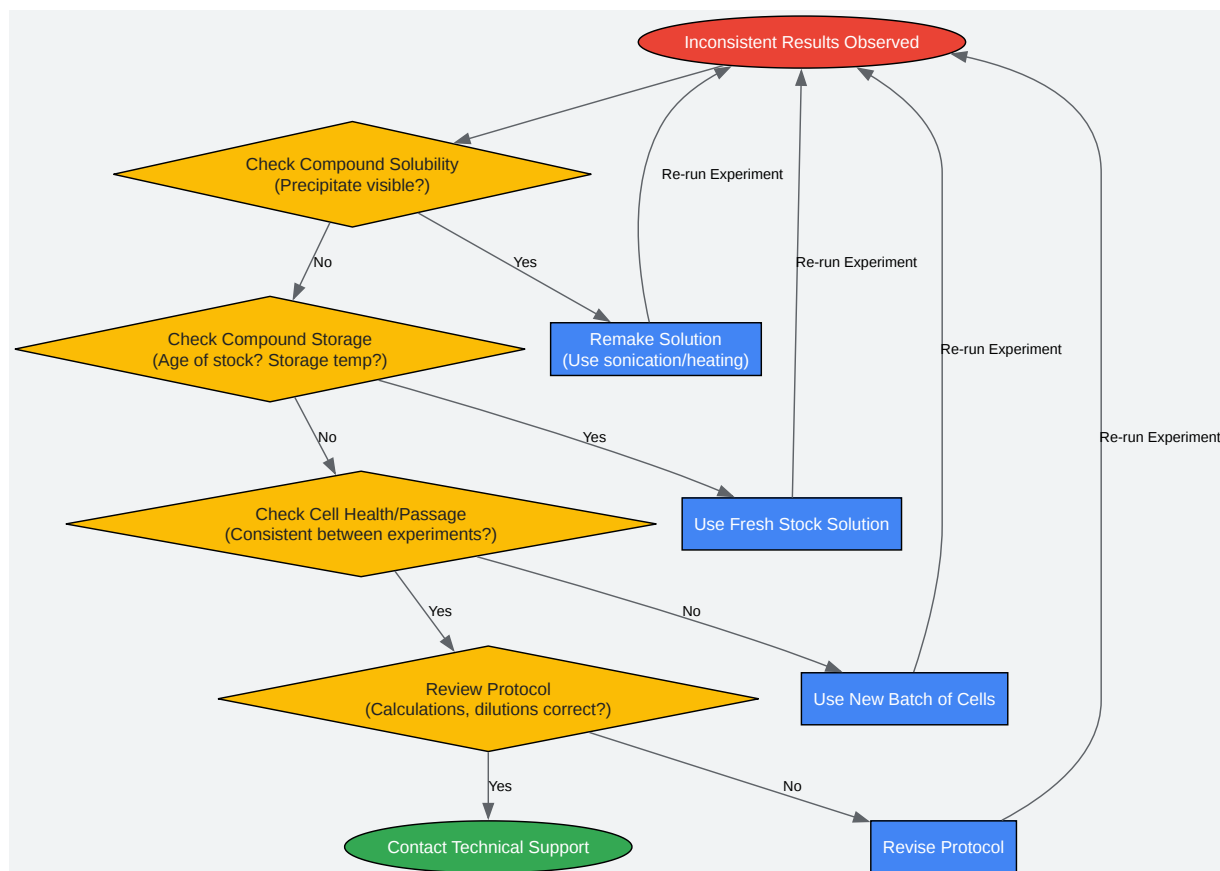 Inconsistent Results Observed
Check Compound Solubility
(Precipitate visible?)
Re-run Experiment
No
Yes
Re-run Experiment
Check Compound Storage
(Age of stock? Storage temp?)
Remake Solution
(Use sonication/heating)
Re-run Experiment
No
Yes
Re-run Experiment
Check Cell Health/Passage
(Consistent between experiments?)
Use Fresh Stock Solution
Yes
No
Review Protocol
(Calculations, dilutions correct?)
Use New Batch of Cells
Yes
No
Contact Technical Support
Revise Protocol